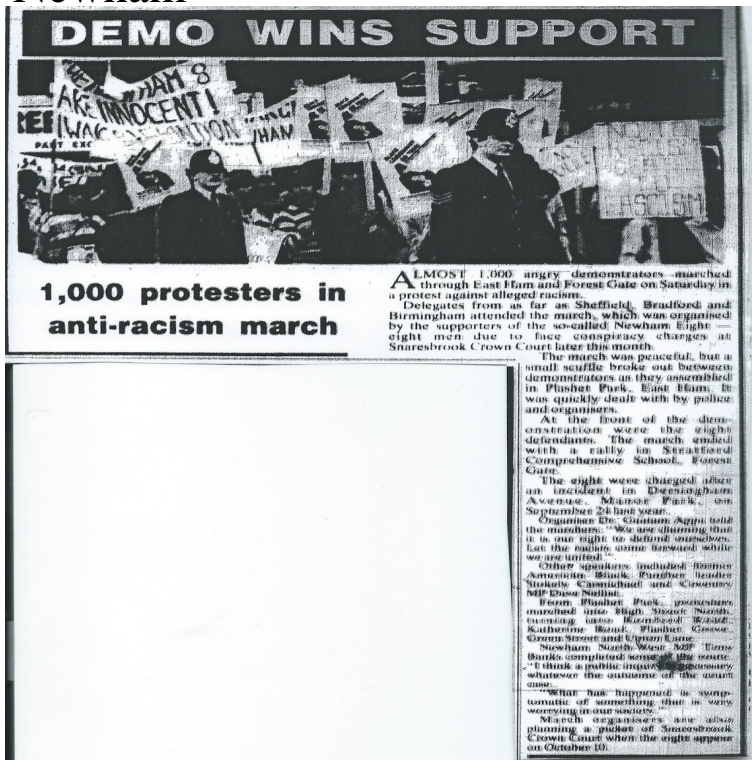 Newham
DEMO WINS SUPPORT
HAM 8
ARE INNOCENT!
1,000 protesters in
anti-racism march
ALMOST 1,000 angry demonstrators marched
through East Ham and Forest Gate on Saturday in
a protest against alleged racism.
Delegates from as far as Sheffield, Bradford and
Birmingham attended the march, which was organised
by the supporters of the so-called Newham Eight —
eight men due to face conspiracy charges at
Snaresbrook Crown Court later this month.
The march was peaceful, but a
small scuffle broke out between
demonstrators as they assembled
in Plashet Park, East Ham. It
was quickly dealt with by police
and organisers.
At the front of the dem-
onstration were the eight
defendants. The march ended
with a rally in Stratford
Comprehensive School, Forest
Gate.
The eight were charged after
an incident in Dersingham
Avenue, Manor Park, on
September 24 last year.
Organiser Dr. Gautam Appa told
the marchers: "We are claiming that
it is our right to defend ourselves.
Let the racists come forward while
we are united."
Other speakers included former
American Black Panther leader
Stokely Carmichael and Coventry
MP Dave Nellist.
From Plashet Park, protesters
marched into High Street North,
turning into Romford Road,
Katherine Road, Plashet Grove,
Green Street and Upton Lane.
Newham North-West MP Tony
Banks completed some of the route.
"I think a public inquiry is necessary
whatever the outcome of the court
case.
"What has happened is symp-
tomatic of something that is very
worrying in our society."
March organisers are also
planning a picket of Snaresbrook
Crown Court when the eight appear
on October 10.